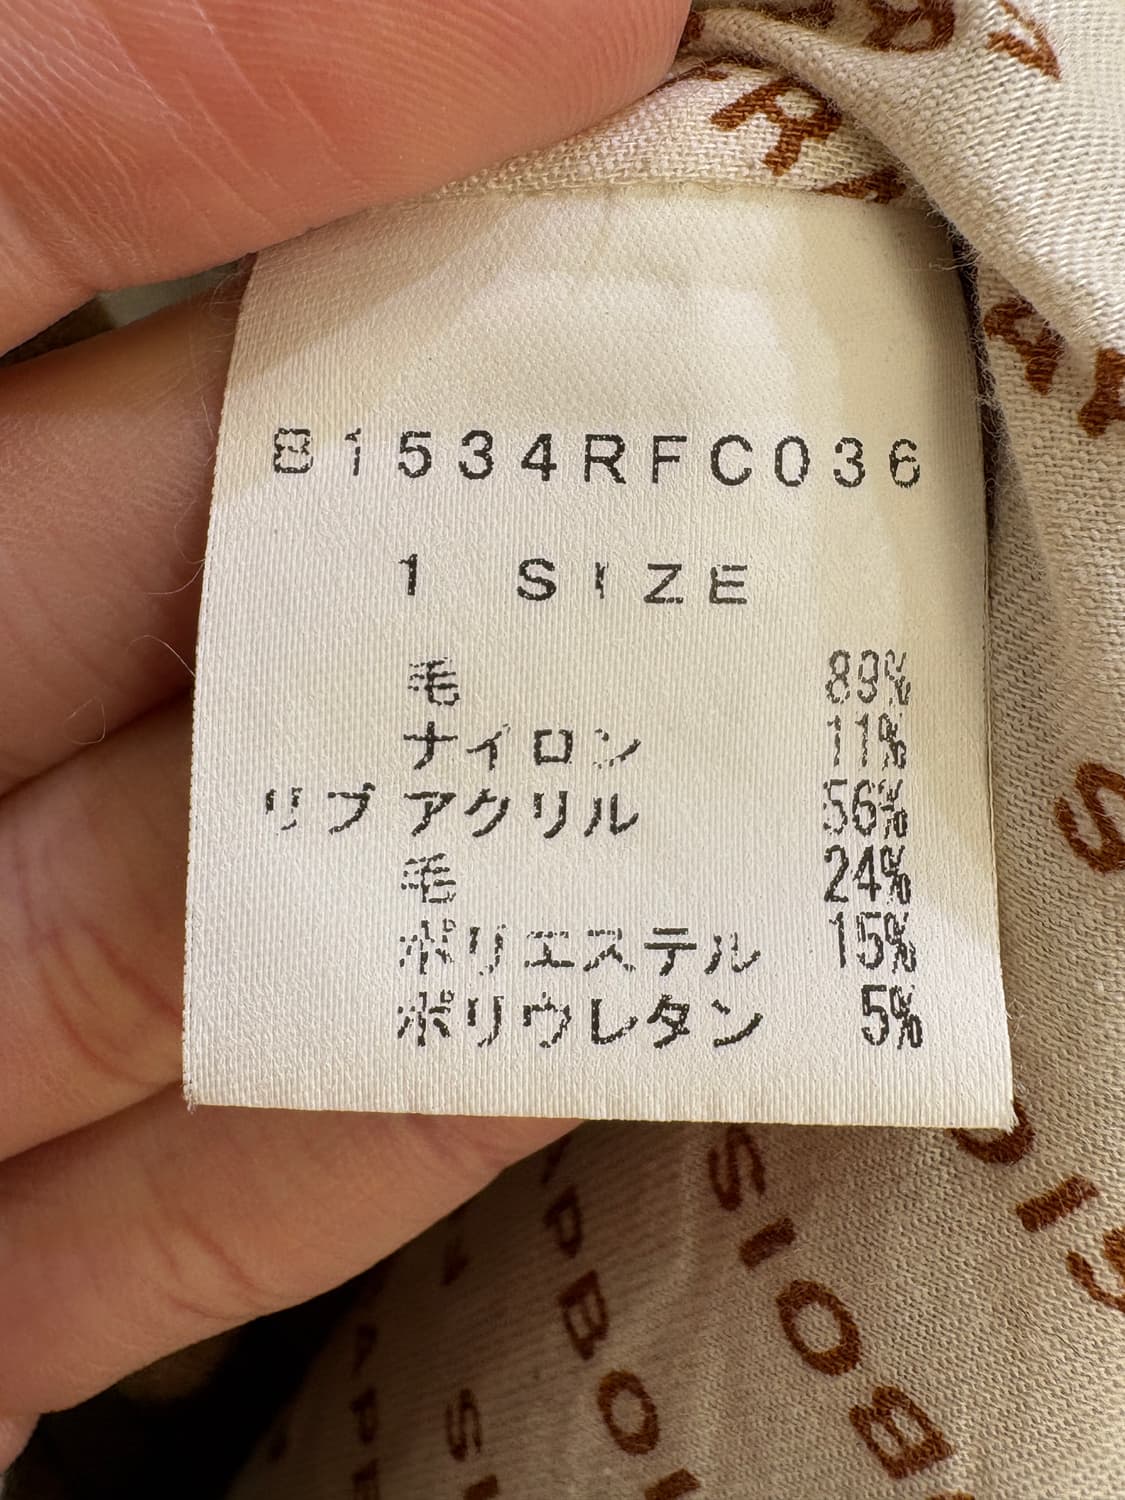 81534RFC036
1 SIZE
毛 89%
ナイロン 11%
リブ アクリル 56%
毛 24%
ポリエステル 15%
ポリウレタン 5%